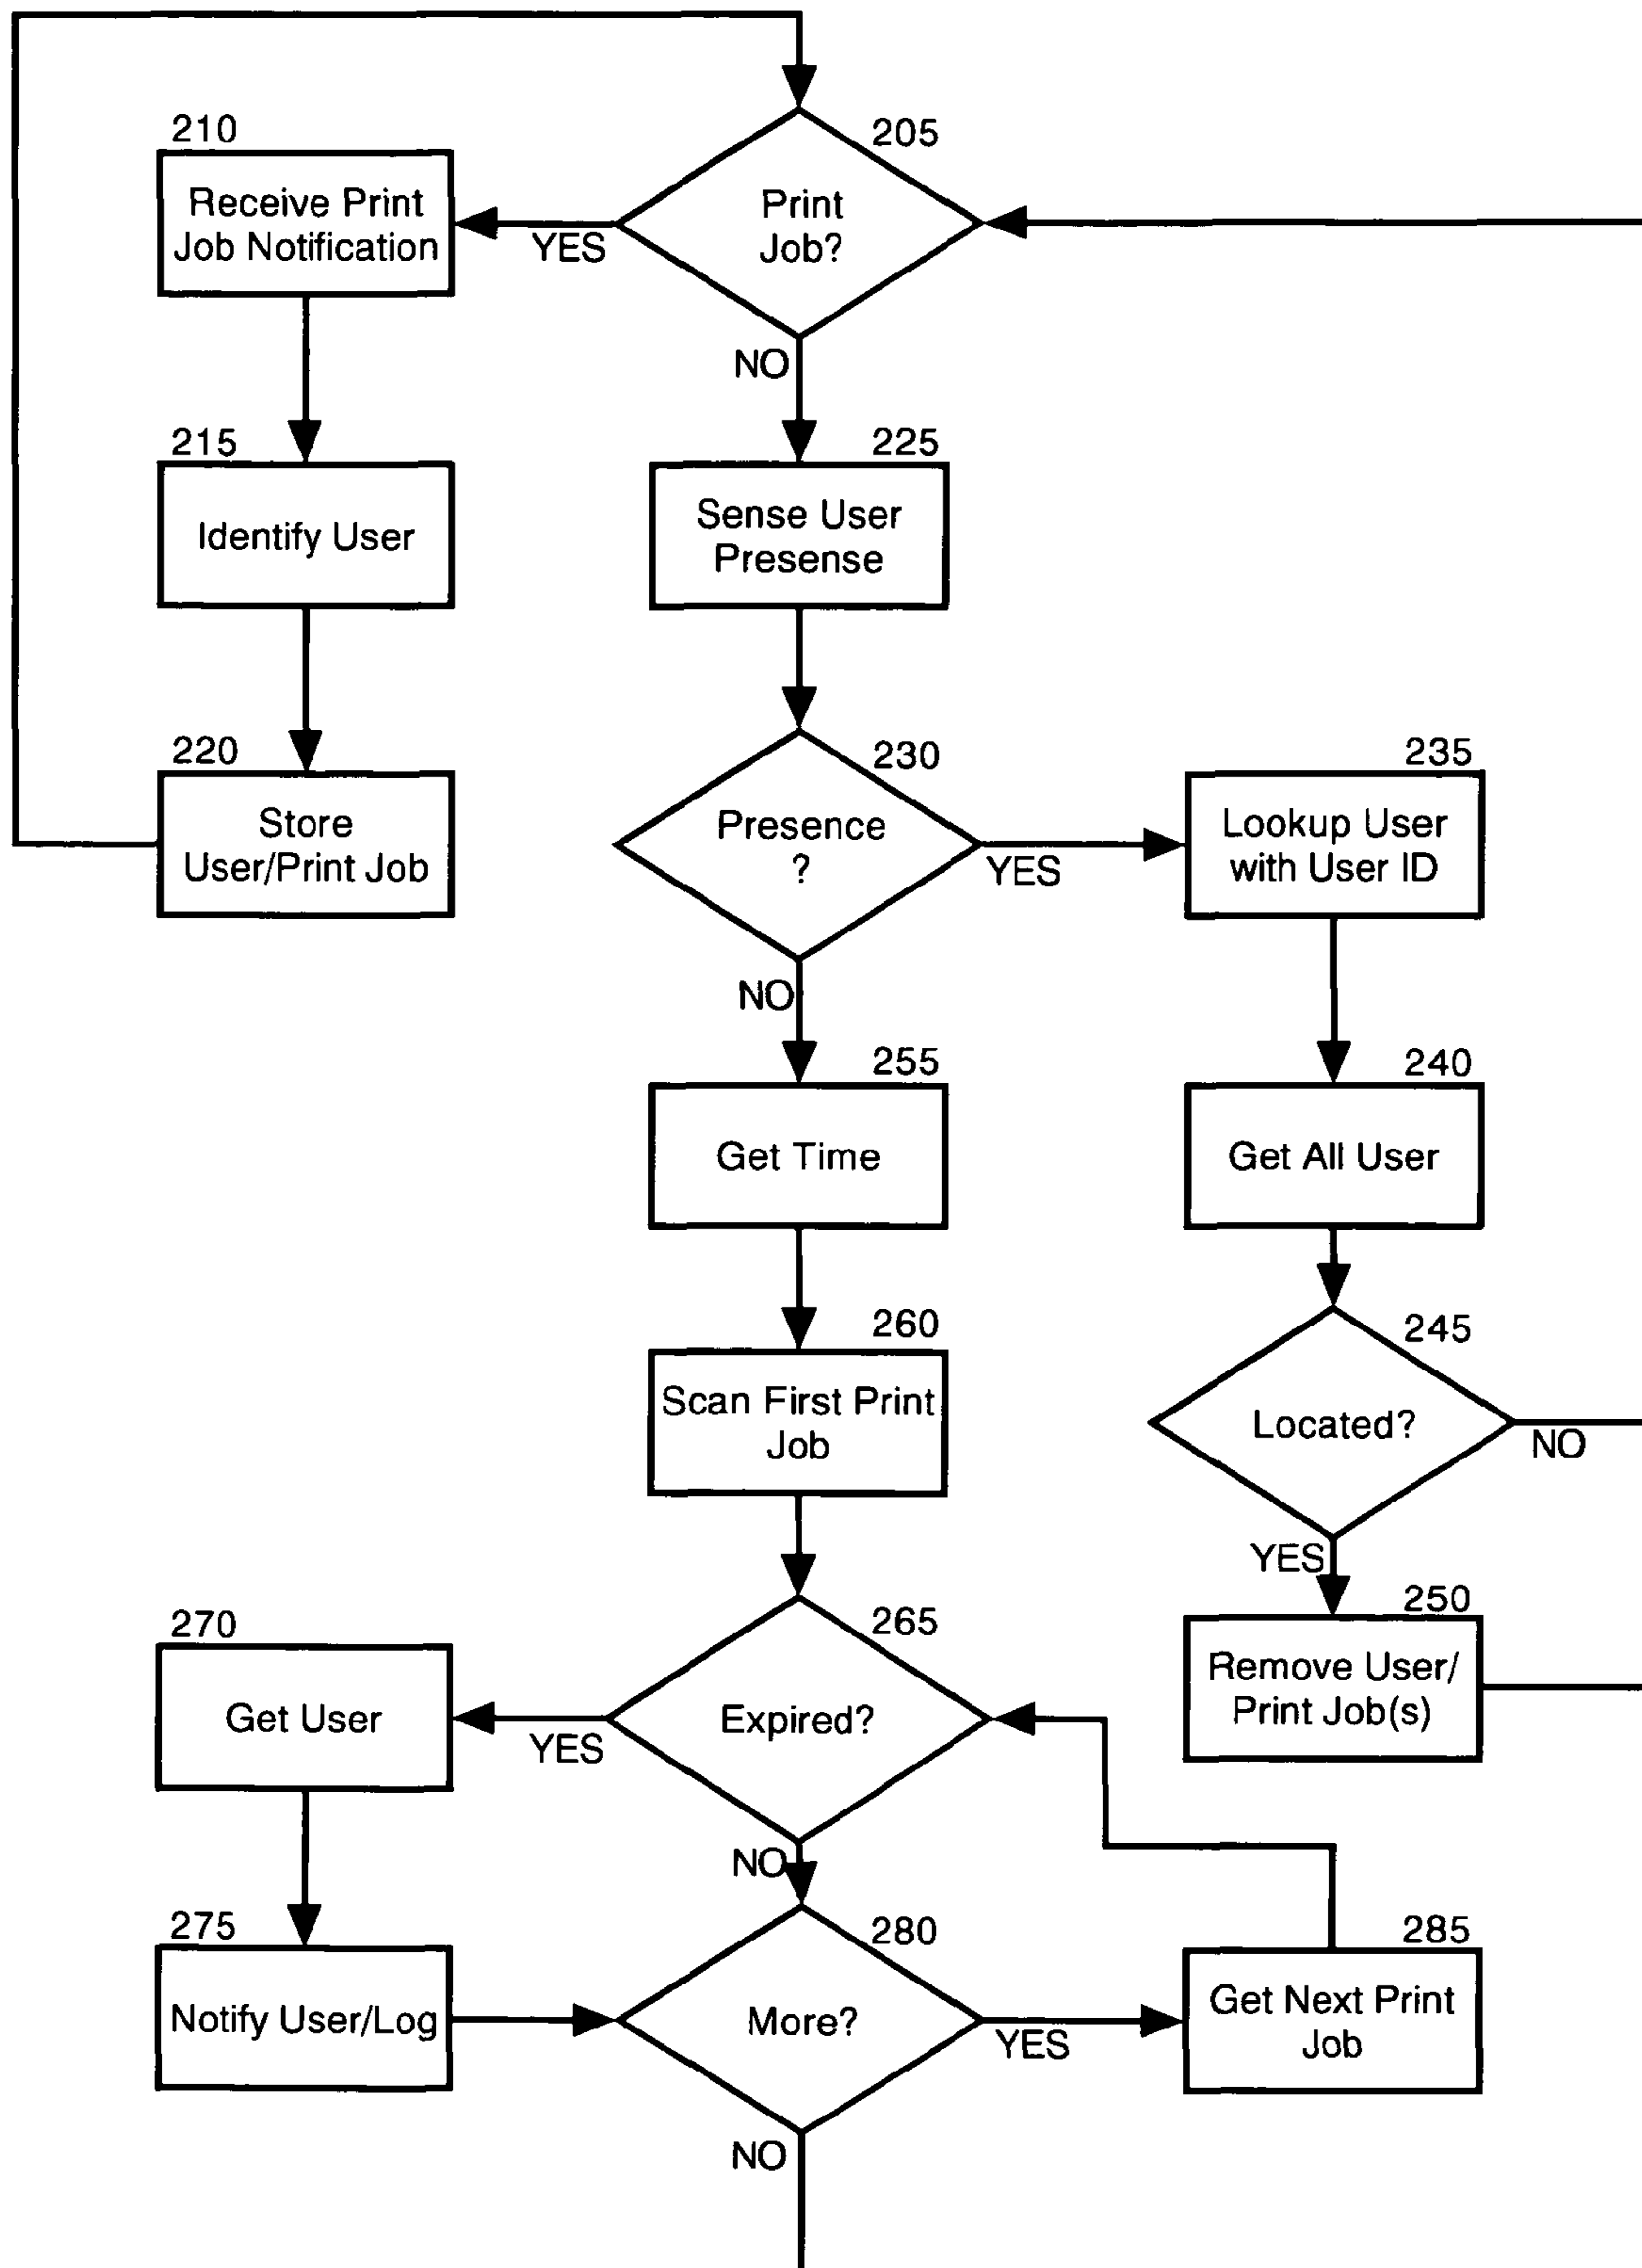 210
Receive Print
Job Notification
205
Print
Job?
YES
NO
215
Identify User
225
Sense User
Presense
220
Store
User/Print Job
230
Presence
?
YES
NO
235
Lookup User
with User ID
255
Get Time
240
Get All User
260
Scan First Print
Job
245
Located?
NO
YES
250
Remove User/
Print Job(s)
270
Get User
265
Expired?
YES
NO
275
Notify User/Log
280
More?
YES
NO
285
Get Next Print
Job